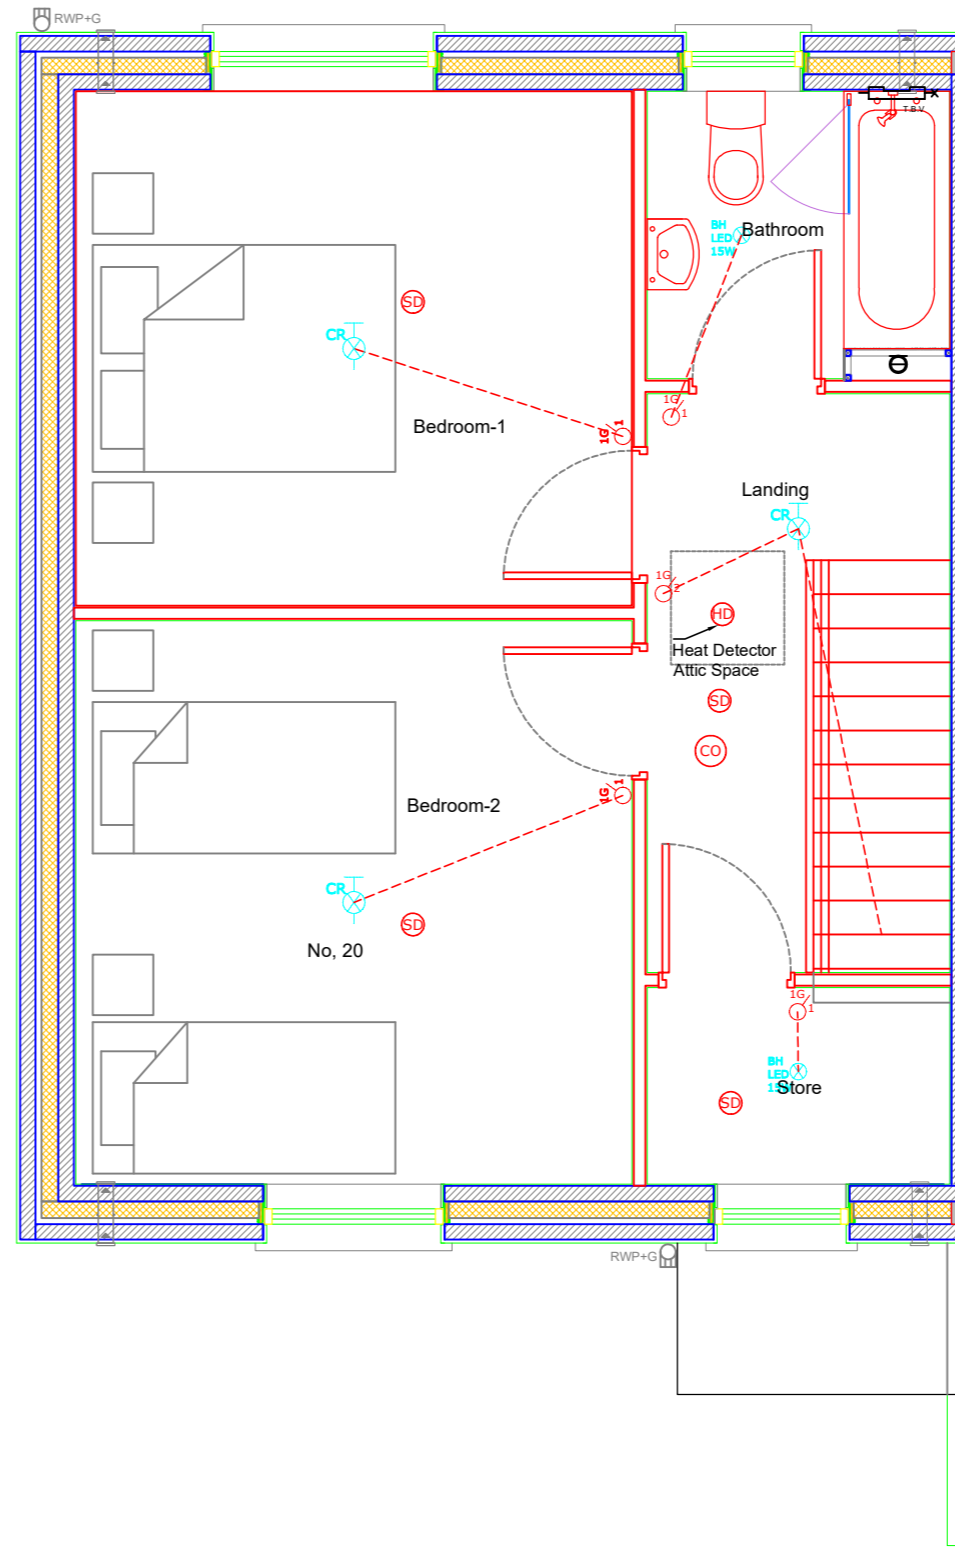 RWP+G
T.B.V
BH
LED
15W
Bathroom
SD
CR
1G
1
Bedroom-1
1G
1
Landing
CR
1G
2
HD
Heat Detector
Attic Space
SD
CO
1G
1
Bedroom-2
CR
SD
No, 20
1G
1
BH
LED
15W
Store
SD
RWP+G